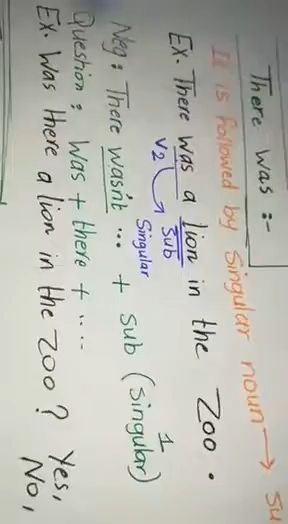 There was :-
It is followed by singular noun → su
Ex. There was a lion in the Zoo.
V2 Sub
Singular
Neg: There wasn't ... + sub (singular)
1
Question: Was + there + ....
Ex. Was there a lion in the Zoo? Yes,
No,